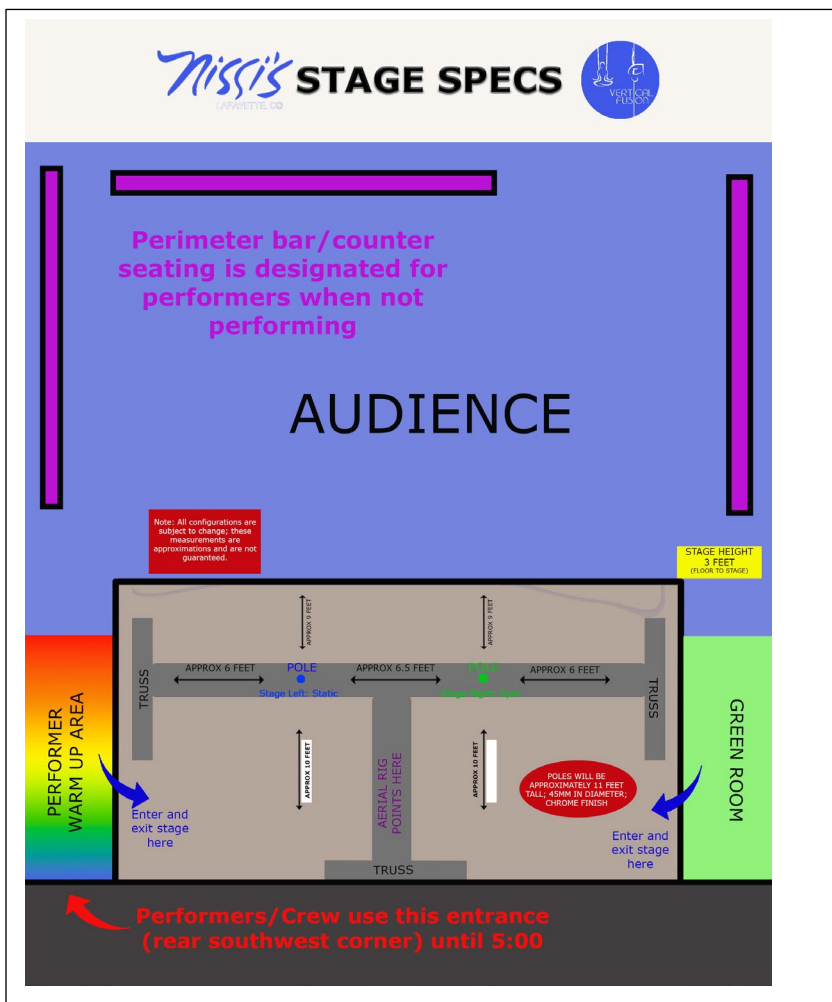 Nissi's STAGE SPECS
LAFAYETTE, CO
VERTICAL
FUSION
Perimeter bar/counter
seating is designated for
performers when not
performing
AUDIENCE
Note: All configurations are
subject to change; these
measurements are
approximations and are not
guaranteed.
STAGE HEIGHT
3 FEET
(FLOOR TO STAGE)
APPROX 9 FEET
APPROX 9 FEET
TRUSS
APPROX 6 FEET
POLE
Stage Left: Static
APPROX 6.5 FEET
POLE
Stage Right: Spin
APPROX 6 FEET
TRUSS
PERFORMER
WARM UP AREA
GREEN ROOM
APPROX 10 FEET
AERIAL RIG
POINTS HERE
APPROX 10 FEET
POLES WILL BE
APPROXIMATELY 11 FEET
TALL; 45MM IN DIAMETER;
CHROME FINISH
Enter and
exit stage
here
Enter and
exit stage
here
TRUSS
Performers/Crew use this entrance
(rear southwest corner) until 5:00